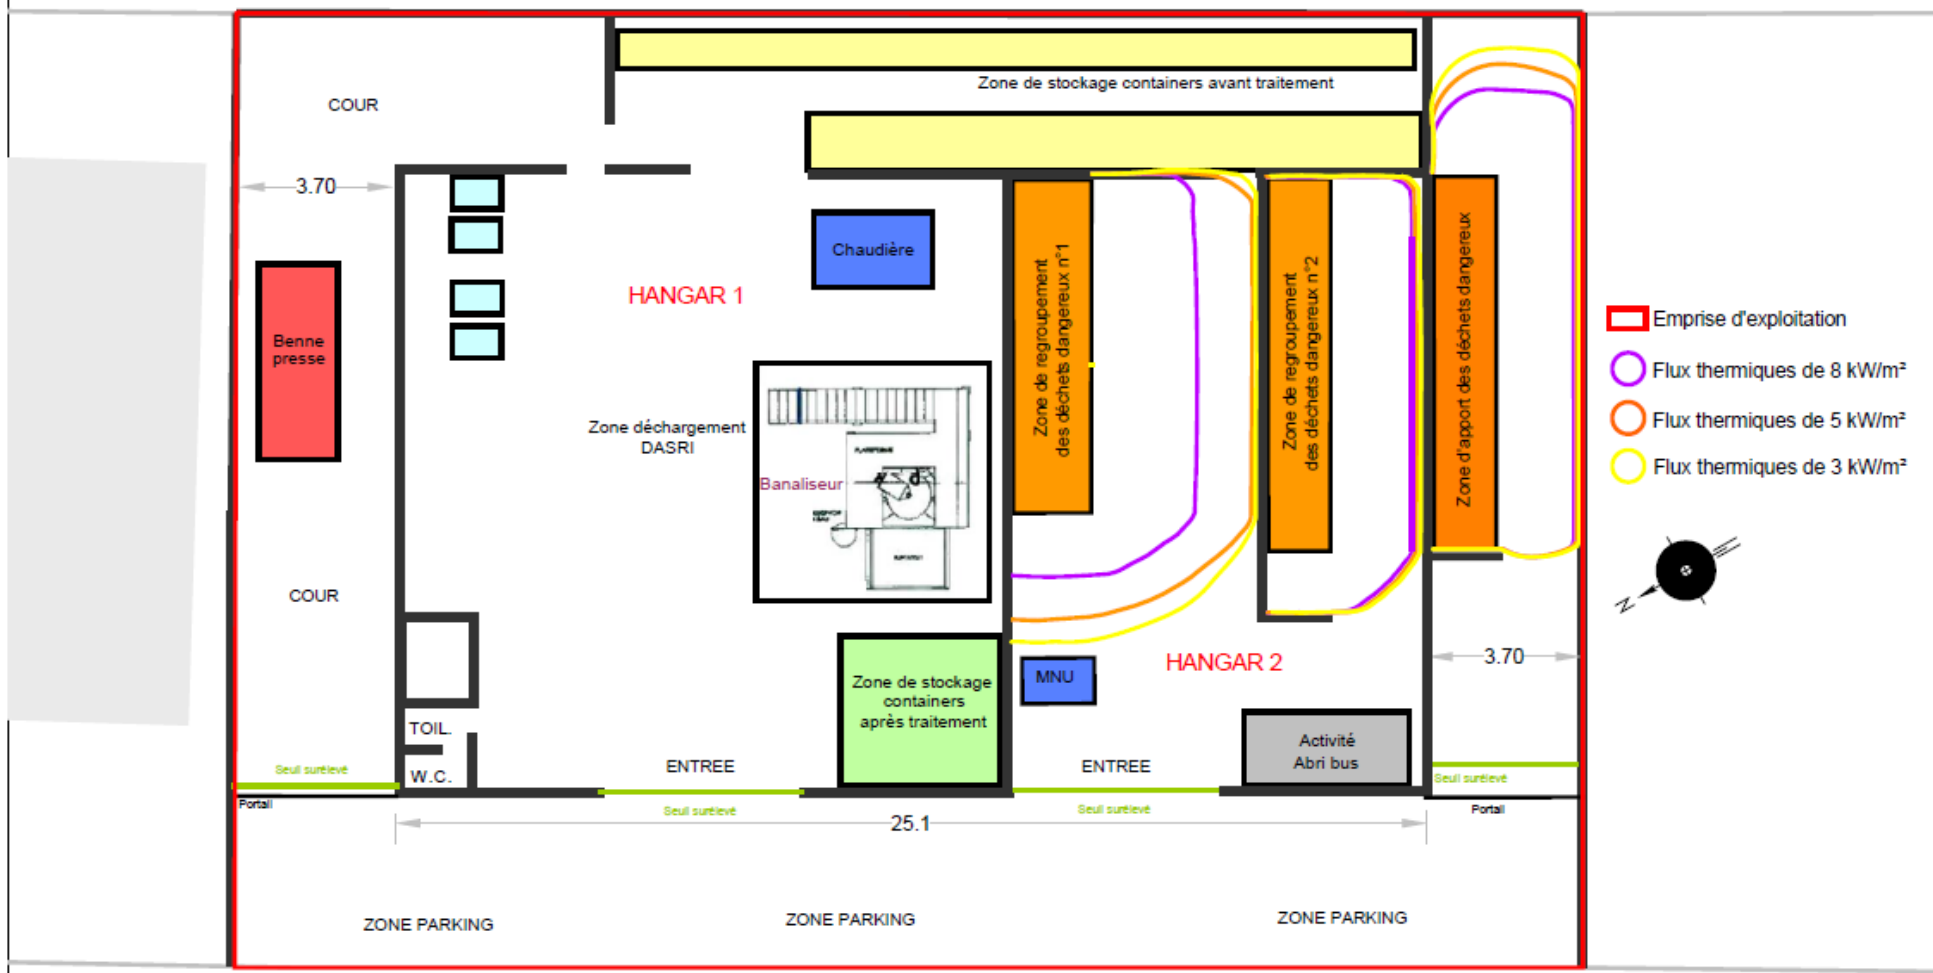 Zone de stockage containers avant traitement
COUR
3.70
Chaudière
HANGAR 1
Benne
presse
Zone de regroupement
des déchets dangereux n°1
Zone de regroupement
des déchets dangereux n°2
Zone d'apport des déchets dangereux
Emprise d'exploitation
Flux thermiques de 8 kW/m²
Flux thermiques de 5 kW/m²
Flux thermiques de 3 kW/m²
Zone déchargement
DASRI
Banaliseur
N
COUR
HANGAR 2
3.70
MNU
Zone de stockage
containers
après traitement
TOIL.
W.C.
ENTREE
ENTREE
Activité
Abri bus
Seuil surélevé
Portail
Seuil surélevé
Seuil surélevé
Seuil surélevé
Portail
25.1
ZONE PARKING
ZONE PARKING
ZONE PARKING